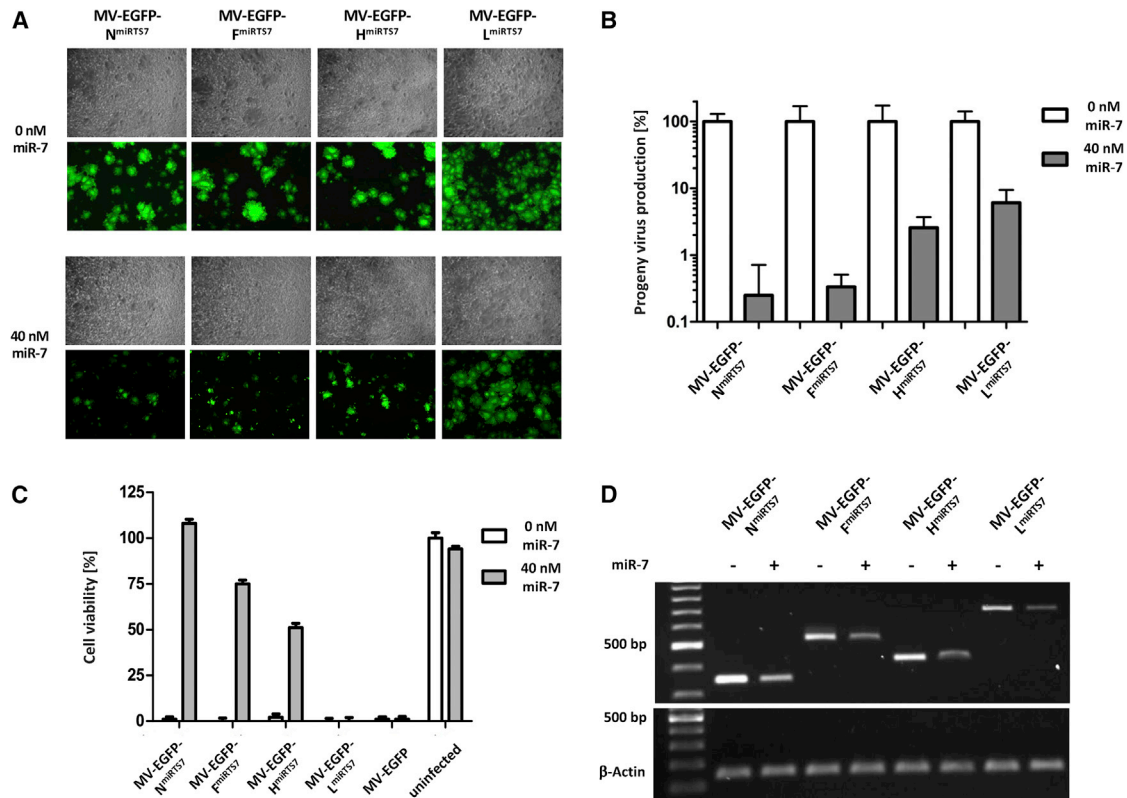 A
MV-EGFP-
N^miRTS7
MV-EGFP-
F^miRTS7
MV-EGFP-
H^miRTS7
MV-EGFP-
L^miRTS7
0 nM
miR-7
40 nM
miR-7
B
Progeny virus production [%]
100
10
1
0.1
MV-EGFP-
N^miRTS7
MV-EGFP-
F^miRTS7
MV-EGFP-
H^miRTS7
MV-EGFP-
L^miRTS7
0 nM
miR-7
40 nM
miR-7
C
Cell viability [%]
125
100
75
50
25
0
MV-EGFP-
N^miRTS7
MV-EGFP-
F^miRTS7
MV-EGFP-
H^miRTS7
MV-EGFP-
L^miRTS7
MV-EGFP
uninfected
0 nM
miR-7
40 nM
miR-7
D
MV-EGFP-
N^miRTS7
MV-EGFP-
F^miRTS7
MV-EGFP-
H^miRTS7
MV-EGFP-
L^miRTS7
miR-7 - + - + - + - +
500 bp
500 bp
β-Actin